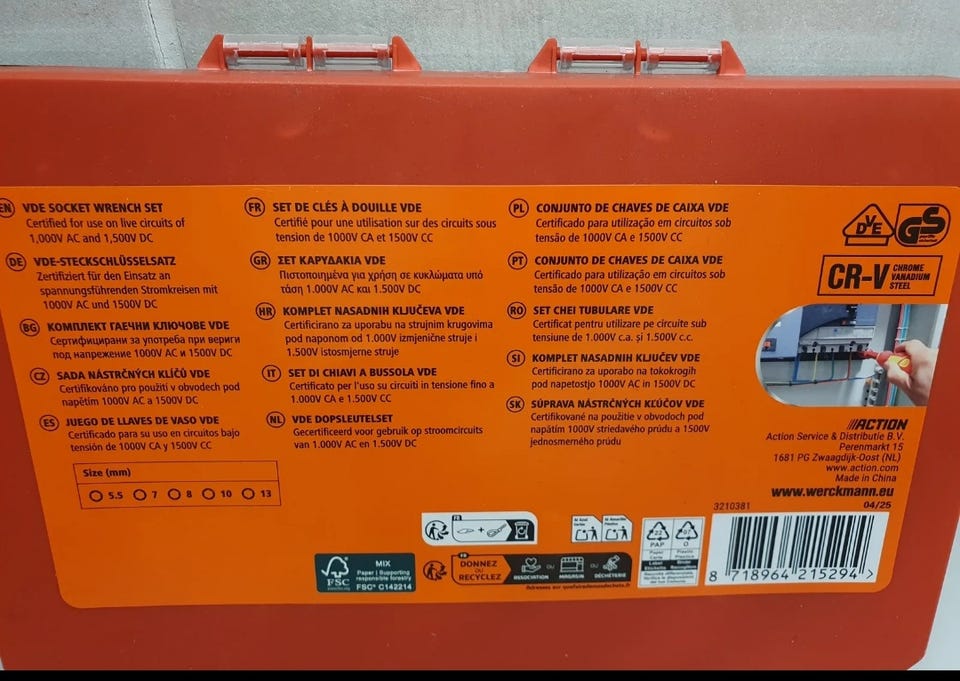 EN VDE SOCKET WRENCH SET
Certified for use on live circuits of
1,000V AC and 1,500V DC
DE VDE-STECKSCHLÜSSELSATZ
Zertifiziert für den Einsatz an
spannungsführenden Stromkreisen mit
1000V AC und 1500V DC
BG КОМПЛЕКТ ГАЕЧНИ КЛЮЧОВЕ VDE
Сертифицирани за употреба при вериги
под напрежение 1000V AC и 1500V DC
CZ SADA NÁSTRČNÝCH KLÍČŮ VDE
Certifikováno pro použití v obvodech pod
napětím 1000V AC a 1500V DC
ES JUEGO DE LLAVES DE VASO VDE
Certificado para su uso en circuitos bajo
tensión de 1000V CA y 1500V CC
Size (mm)
5.5 7 8 10 13
FR SET DE CLÉS À DOUILLE VDE
Certifié pour une utilisation sur des circuits sous
tension de 1000V CA et 1500V CC
GR ΣΕΤ ΚΑΡΥΔΑΚΙΑ VDE
Πιστοποιημένα για χρήση σε κυκλώματα υπό
τάση 1.000V AC και 1.500V DC
HR KOMPLET NASADNIH KLJUČEVA VDE
Certificirano za uporabu na strujnim krugovima
pod naponom od 1.000V izmjenične struje i
1.500V istosmjerne struje
IT SET DI CHIAVI A BUSSOLA VDE
Certificato per l'uso su circuiti in tensione fino a
1.000V CA e 1.500V CC
NL VDE DOPSLEUTELSET
Gecertificeerd voor gebruik op stroomcircuits
van 1.000V AC en 1.500V DC
PL CONJUNTO DE CHAVES DE CAIXA VDE
Certificado para utilização em circuitos sob
tensão de 1000V CA e 1500V CC
PT CONJUNTO DE CHAVES DE CAIXA VDE
Certificado para utilização em circuitos sob
tensão de 1000V CA e 1500V CC
RO SET CHEI TUBULARE VDE
Certificat pentru utilizare pe circuite sub
tensiune de 1.000V c.a. și 1.500V c.c.
SI KOMPLET NASADNIH KLJUČEV VDE
Certificirano za uporabo na tokokrogih
pod napetostjo 1000V AC in 1500V DC
SK SÚPRAVA NÁSTRČNÝCH KĽÚČOV VDE
Certifikované na použitie v obvodoch pod
napätím 1000V striedavého prúdu a 1500V
jednosmerného prúdu
VDE GS
CR-V CHROME
VANADIUM
STEEL
///ACTION
Action Service & Distributie B.V.
Perenmarkt 15
1681 PG Zwaagdijk-Oost (NL)
www.action.com
Made in China
www.werckmann.eu
04/25
3210381
8 718964 215294 >
FSC
MIX
Paper | Supporting
responsible forestry
FSC® C142214
FR
FR
DONNEZ
OU
RECYCLEZ
ASSOCIATION OU MAGASIN OU DÉCHÈTERIE
Al Azul
Al Amarillo
22
PAP
Paper
Carte
Label
O
Plastic